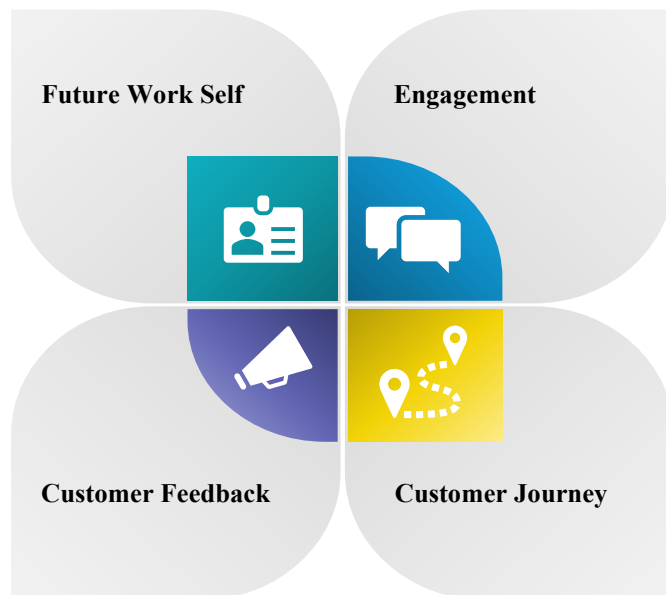 Future Work Self
Engagement
Customer Feedback
Customer Journey